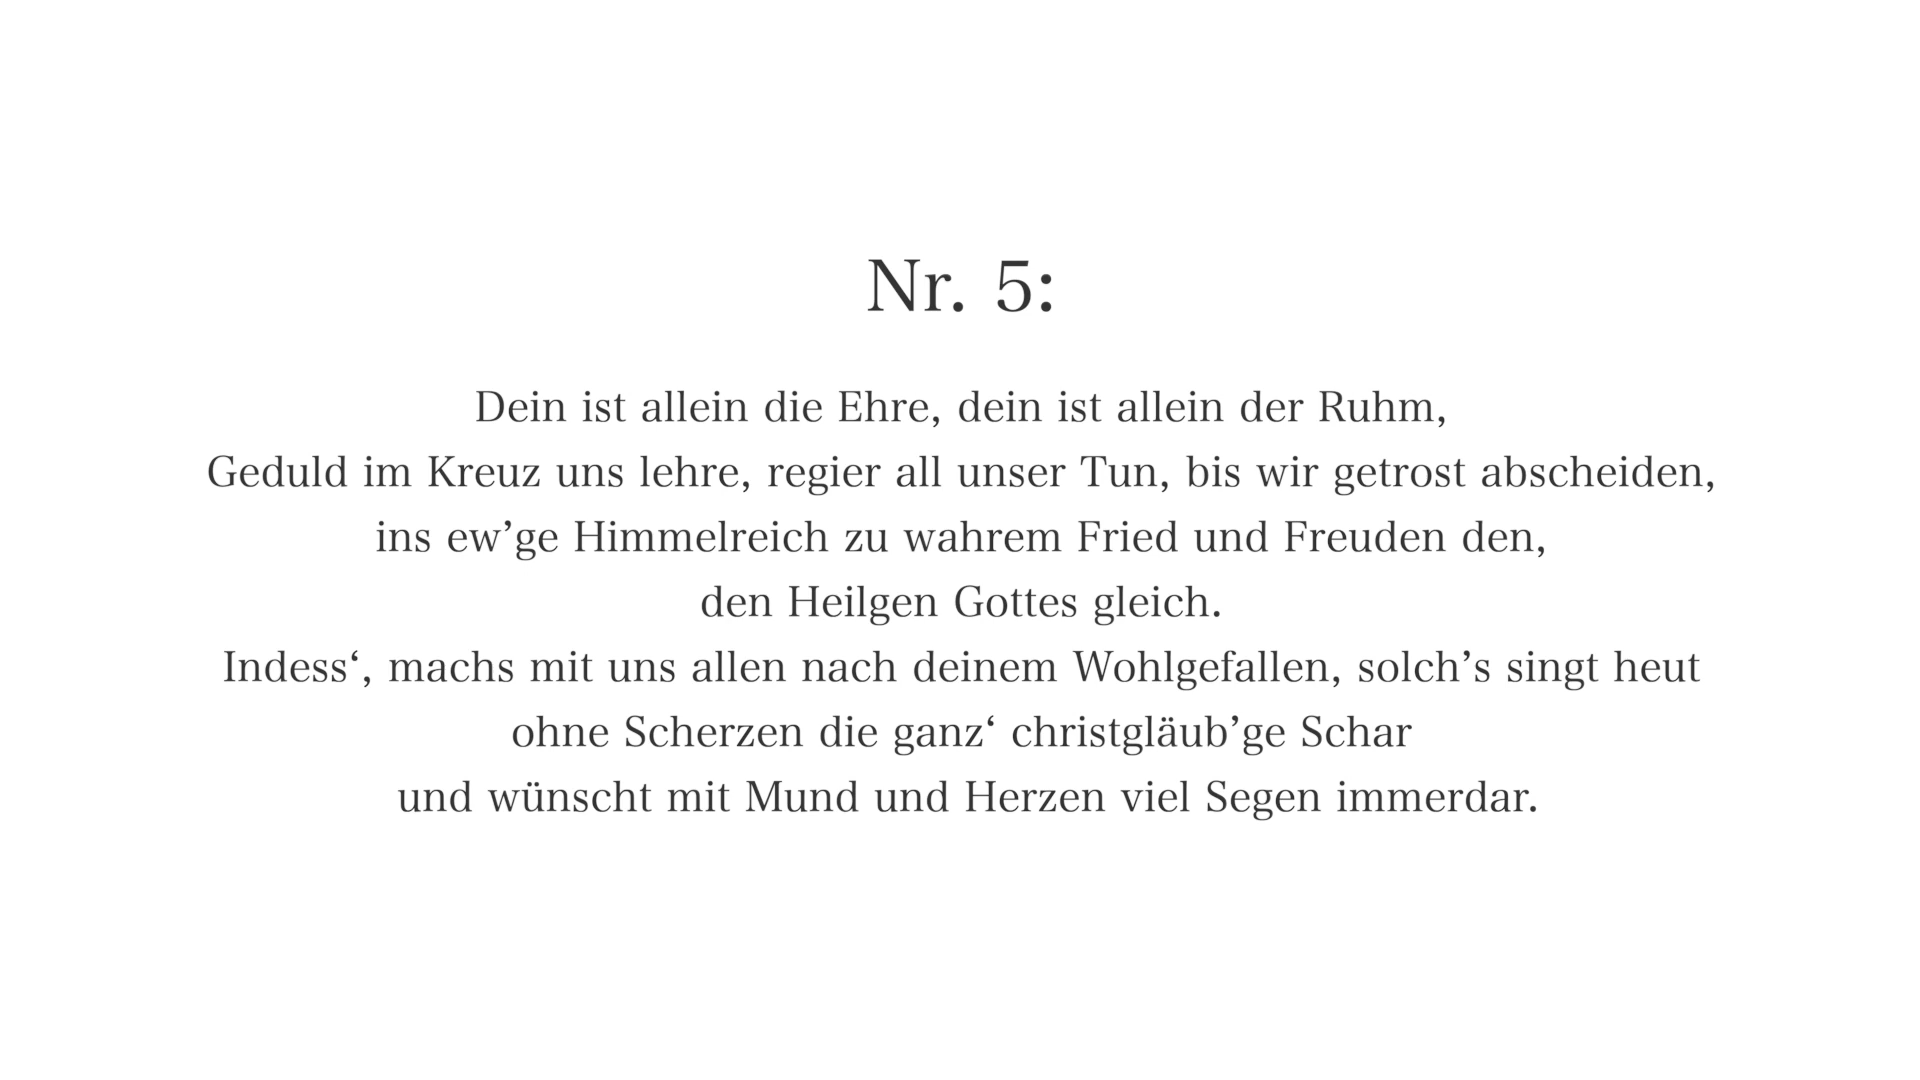 Nr. 5:
Dein ist allein die Ehre, dein ist allein der Ruhm,
Geduld im Kreuz uns lehre, regier all unser Tun, bis wir getrost abscheiden,
ins ew’ge Himmelreich zu wahrem Fried und Freuden den,
den Heilgen Gottes gleich.
Indess‘, machs mit uns allen nach deinem Wohlgefallen, solch’s singt heut
ohne Scherzen die ganz‘ christgläub’ge Schar
und wünscht mit Mund und Herzen viel Segen immerdar.